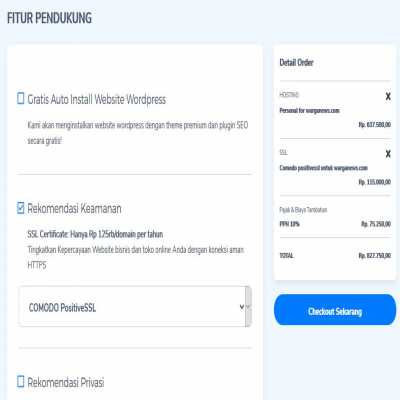 FITUR PENDUKUNG
Gratis Auto Install Website Wordpress
Kami akan menginstalkan website wordpress dengan theme premium dan plugin SEO
secara gratis!
Rekomendasi Keamanan
SSL Certificate: Hanya Rp 125rb/domain per tahun
Tingkatkan Kepercayaan Website bisnis dan toko online Anda dengan koneksi aman
HTTPS
COMODO PositiveSSL
Rekomendasi Privasi
Detail Order
HOSTING X
Personal for warganews.com
Rp. 637.500,00
SSL X
Comodo positivessl untuk warganews.com
Rp. 115.000,00
Pajak & Biaya Tambahan
PPN 10% Rp. 75.250,00
TOTAL Rp. 827.750,00
Checkout Sekarang